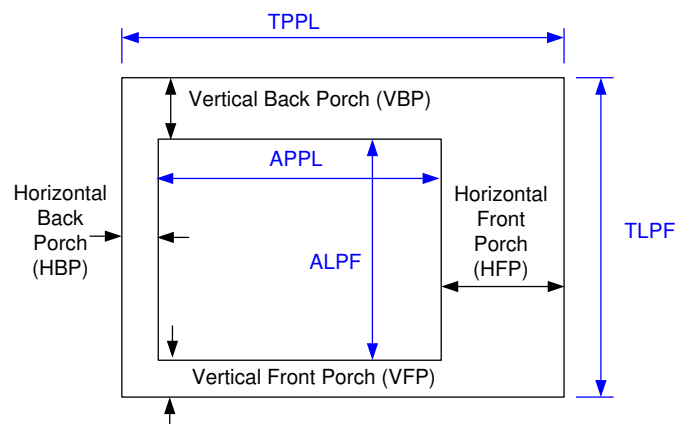 TPPL
Vertical Back Porch (VBP)
APPL
Horizontal
Back
Porch
(HBP)
Horizontal
Front
Porch
(HFP)
TLPF
ALPF
Vertical Front Porch (VFP)